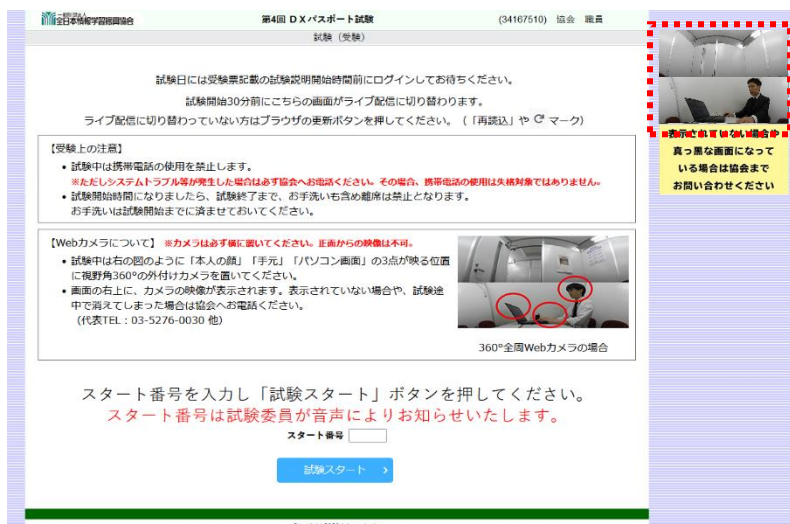 一般財団法人
全日本情報学習振興協会
第4回 ＤＸパスポート試験
(34167510) 協会 職員
試験（受験）
試験日には受験票記載の試験説明開始時間前にログインしてお待ちください。
試験開始30分前にこちらの画面がライブ配信に切り替わります。
ライブ配信に切り替わっていない方はブラウザの更新ボタンを押してください。（「再読込」や C マーク）
【受験上の注意】
• 試験中は携帯電話の使用を禁止します。
※ただしシステムトラブル等が発生した場合は必ず協会へお電話ください。その場合、携帯電話の使用は失格対象ではありません。
• 試験開始時間になりましたら、試験終了まで、お手洗いも含め離席は禁止となります。
お手洗いは試験開始までに済ませておいてください。
【Webカメラについて】 ※カメラは必ず横に置いてください。正面からの映像は不可。
• 試験中は右の図のように「本人の顔」「手元」「パソコン画面」の3点が映る位置
に視野角360°の外付けカメラを置いてください。
• 画面の右上に、カメラの映像が表示されます。表示されていない場合や、試験途
中で消えてしまった場合は協会へお電話ください。
（代表TEL：03-5276-0030 他）
360°全周Webカメラの場合
スタート番号を入力し「試験スタート」ボタンを押してください。
スタート番号は試験委員が音声によりお知らせいたします。
スタート番号
試験スタート ›
表示されていない場合や
真っ黒な画面になって
いる場合は協会まで
お問い合わせください